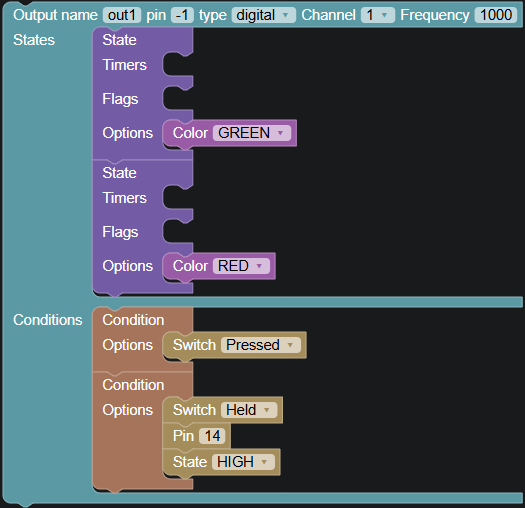 Output name out1 pin -1 type digital Channel 1 Frequency 1000
States State
Timers
Flags
Options Color GREEN
State
Timers
Flags
Options Color RED
Conditions Condition
Options Switch Pressed
Condition
Options Switch Held
Pin 14
State HIGH